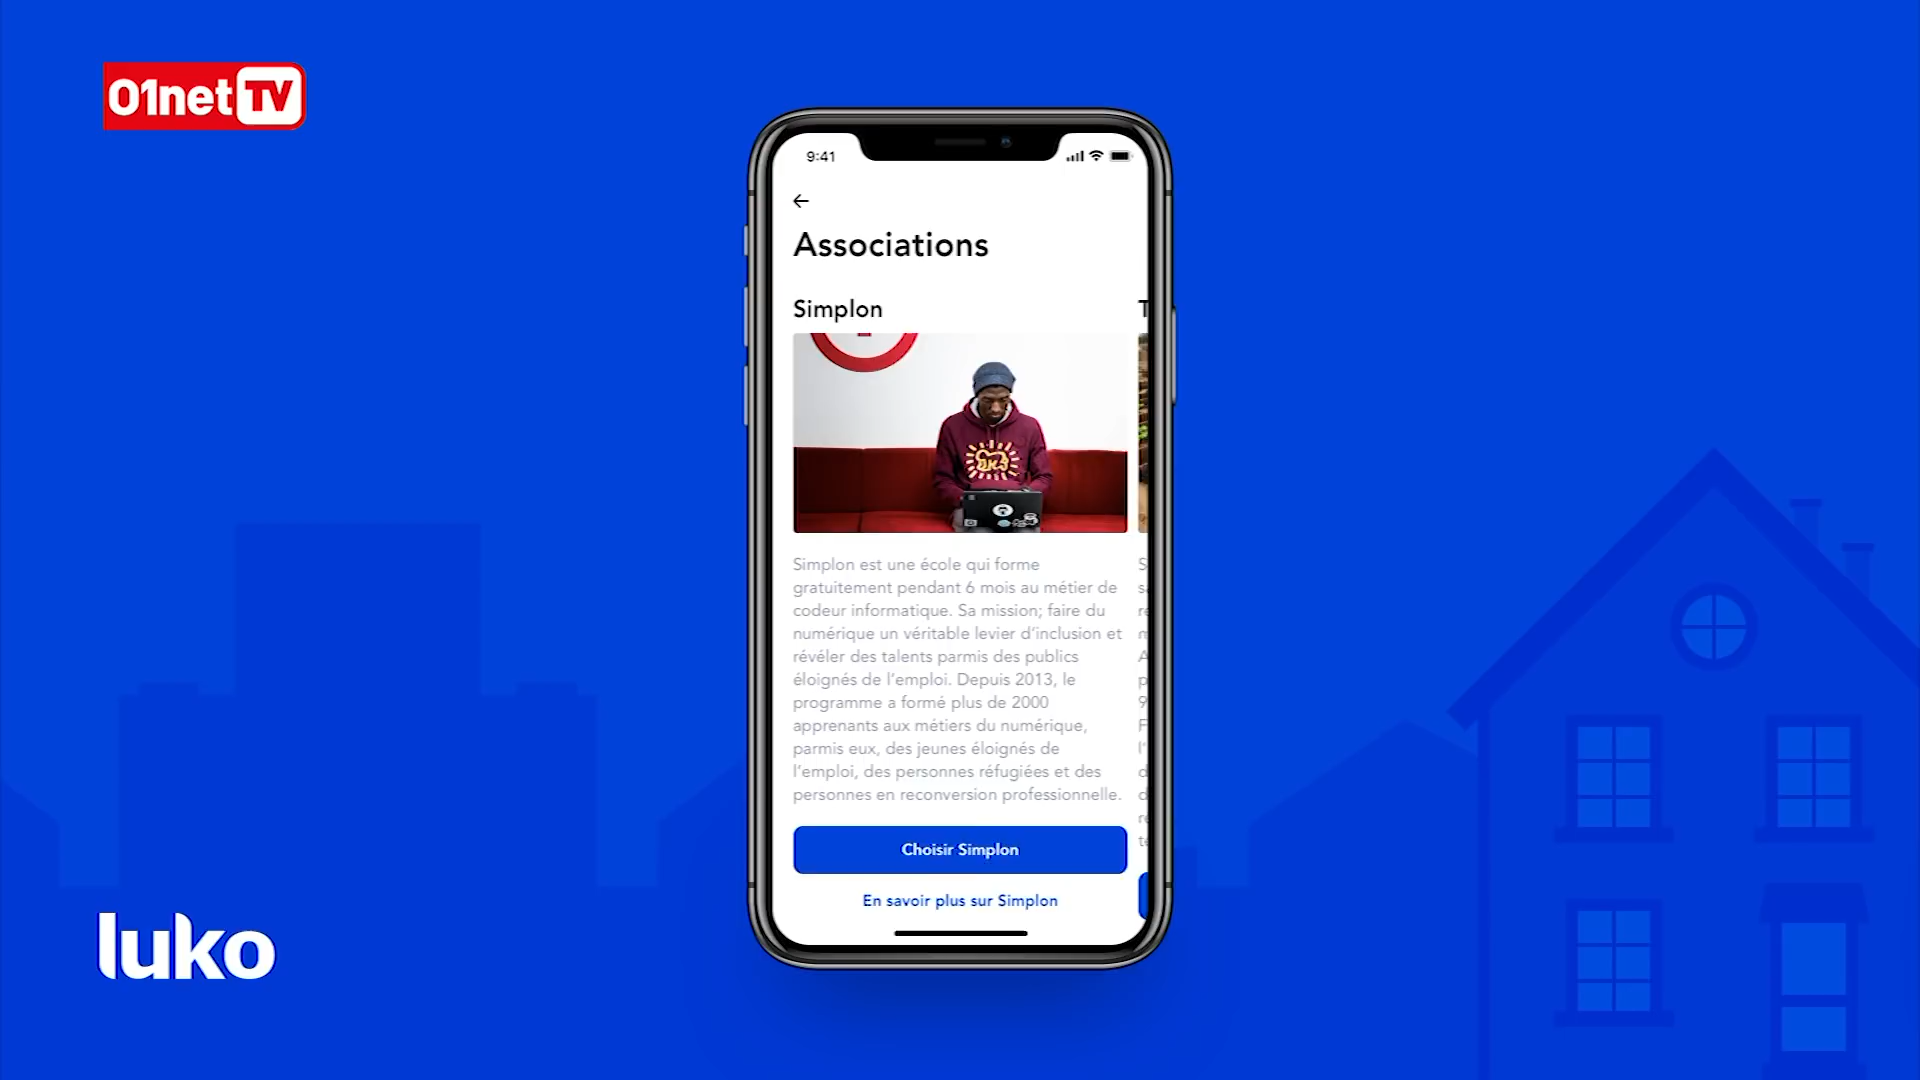 01net TV
9:41
Associations
Simplon
Simplon est une école qui forme
gratuitement pendant 6 mois au métier de
codeur informatique. Sa mission; faire du
numérique un véritable levier d'inclusion et
révéler des talents parmis des publics
éloignés de l'emploi. Depuis 2013, le
programme a formé plus de 2000
apprenants aux métiers du numérique,
parmis eux, des jeunes éloignés de
l'emploi, des personnes réfugiées et des
personnes en reconversion professionnelle.
Choisir Simplon
En savoir plus sur Simplon
luko